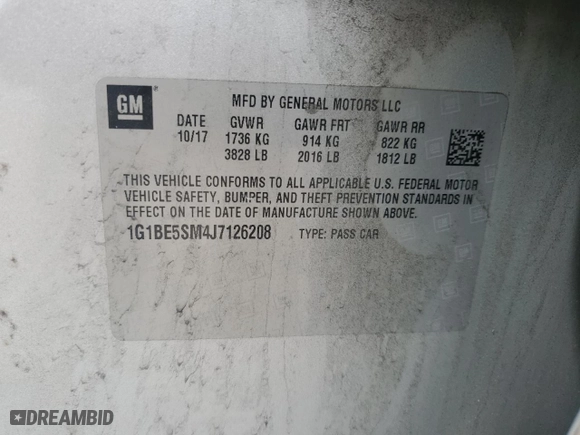 GM
MFD BY GENERAL MOTORS LLC
DATE GVWR GAWR FRT GAWR RR
10/17 1736 KG 914 KG 822 KG
3828 LB 2016 LB 1812 LB
THIS VEHICLE CONFORMS TO ALL APPLICABLE U.S. FEDERAL MOTOR
VEHICLE SAFETY, BUMPER, AND THEFT PREVENTION STANDARDS IN
EFFECT ON THE DATE OF MANUFACTURE SHOWN ABOVE.
1G1BE5SM4J7126208 TYPE: PASS CAR
DREAMBID